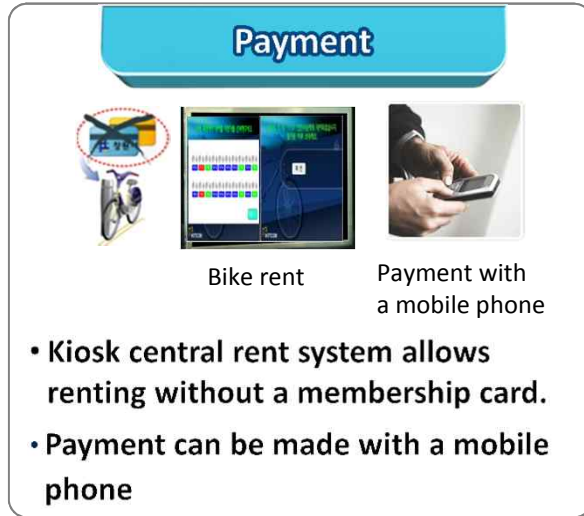 Payment
Bike rent
Payment with
a mobile phone
• Kiosk central rent system allows
renting without a membership card.
• Payment can be made with a mobile
phone